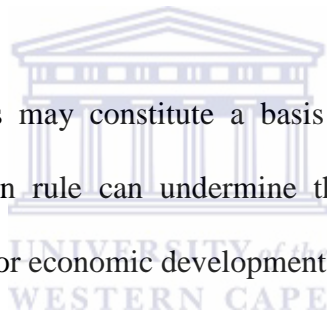 s may constitute a basis
n rule can undermine th
UNIVERSITY of the
or economic development
WESTERN CAPE